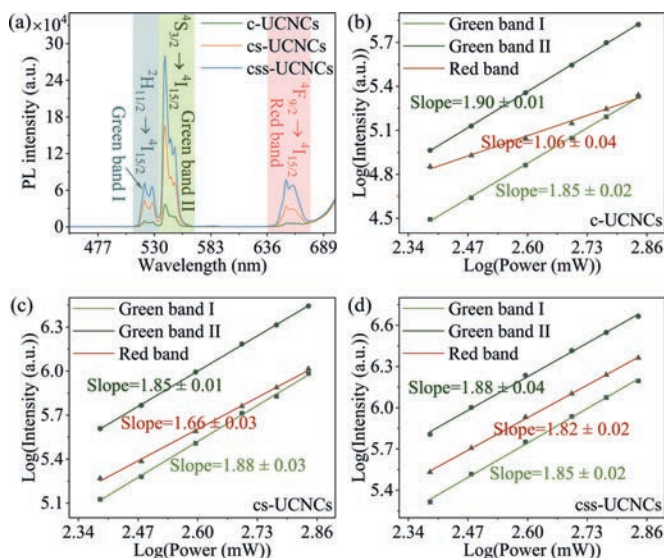 (a)
×10⁴
30
24
18
12
6
0
PL intensity (a.u.)
c-UCNCs
cs-UCNCs
css-UCNCs
²H₁₁/₂ → ⁴I₁₅/₂
Green band I
⁴S₃/₂ → ⁴I₁₅/₂
Green band II
⁴F₉/₂ → ⁴I₁₅/₂
Red band
477 530 583 636 689
Wavelength (nm)
(b)
Green band I
Green band II
Red band
5.7
5.4
5.1
4.8
4.5
Log(Intensity (a.u.))
Slope=1.90 ± 0.01
Slope=1.06 ± 0.04
Slope=1.85 ± 0.02
c-UCNCs
2.34 2.47 2.60 2.73 2.86
Log(Power (mW))
(c)
Green band I
Green band II
Red band
6.3
6.0
5.7
5.4
5.1
Log(Intensity (a.u.))
Slope=1.85 ± 0.01
Slope=1.66 ± 0.03
Slope=1.88 ± 0.03
cs-UCNCs
2.34 2.47 2.60 2.73 2.86
Log(Power (mW))
(d)
Green band I
Green band II
Red band
6.6
6.3
6.0
5.7
5.4
Log(Intensity (a.u.))
Slope=1.88 ± 0.04
Slope=1.82 ± 0.02
Slope=1.85 ± 0.02
css-UCNCs
2.34 2.47 2.60 2.73 2.86
Log(Power (mW))